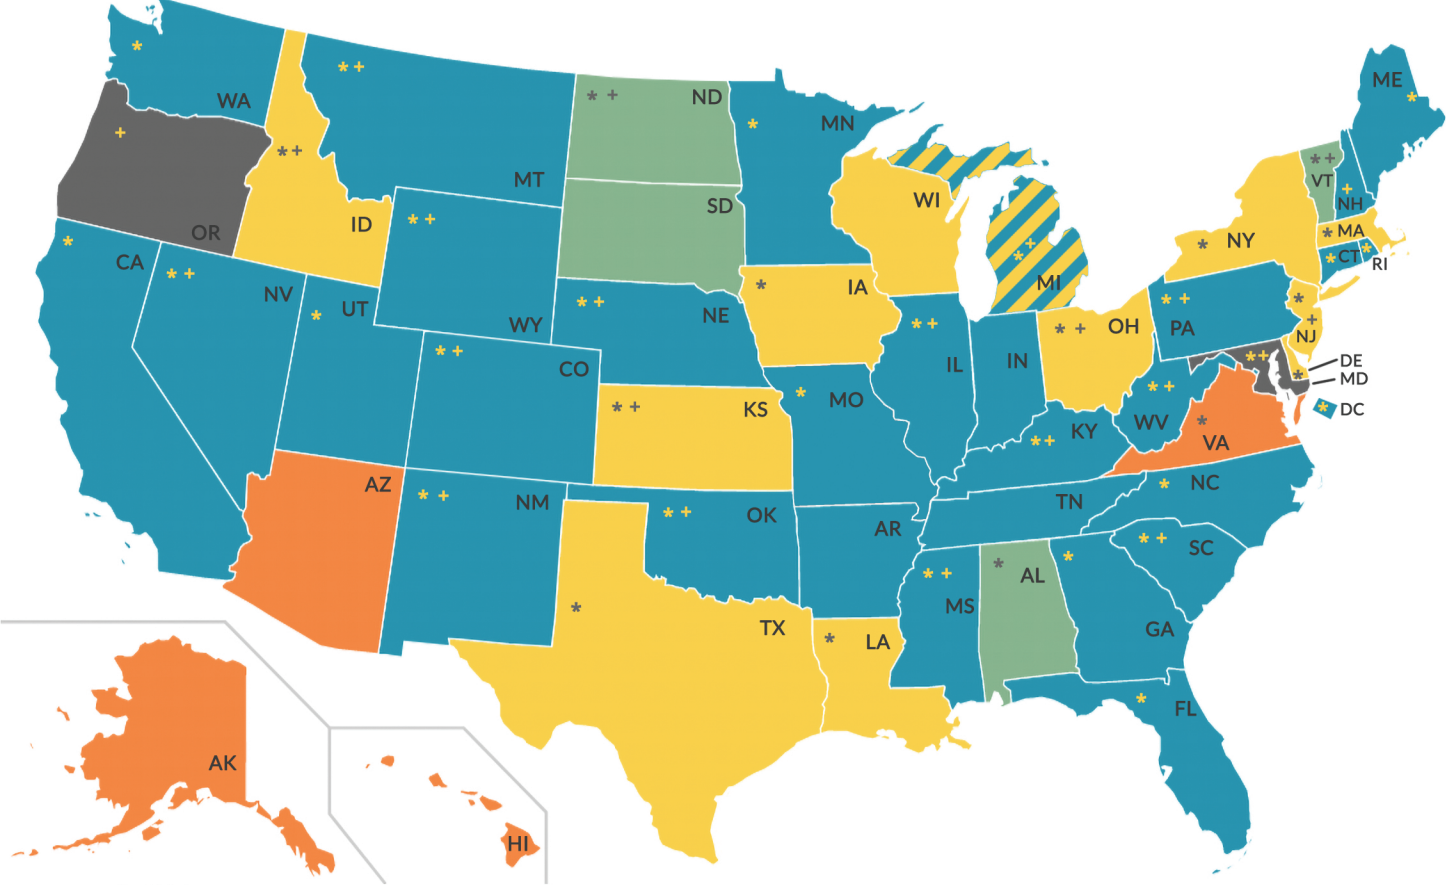 *
WA
* +
MT
* +
ND
*
MN
ME
*
+
OR
* +
ID
* +
WY
SD
WI
* +
MI
* +
VT
+
NH
*
NY
* MA
*
CT
*
RI
*
CA
* +
NV
*
UT
* +
NE
*
IA
* +
IL
IN
* +
OH
* +
PA
*
+
NJ
* +
*
DE
MD
* DC
* +
CO
* +
KS
*
MO
* +
KY
* +
WV
*
VA
AZ
* +
NM
* +
OK
AR
TN
*
NC
* +
SC
*
TX
*
LA
* +
MS
*
AL
*
GA
*
FL
AK
HI